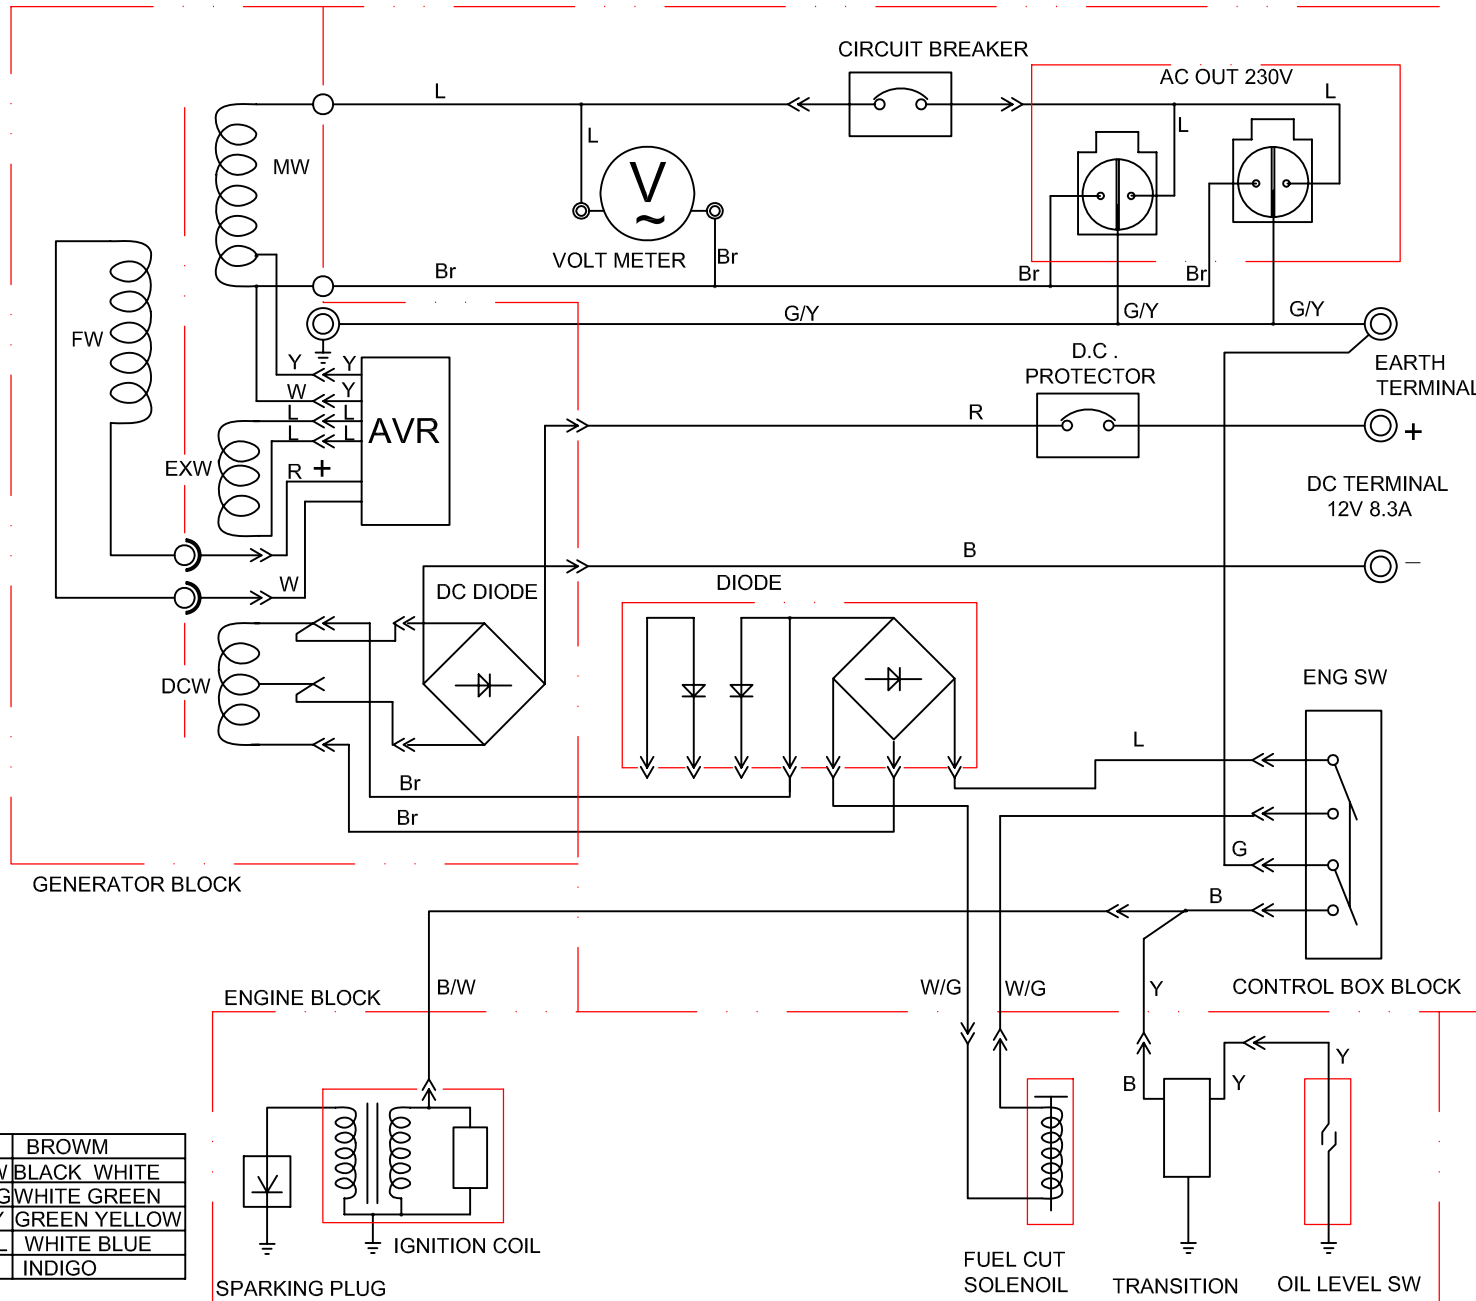 CIRCUIT BREAKER
AC OUT 230V
L
L
L
L
MW
V
~
VOLT METER
Br
Br
Br
Br
FW
G/Y
G/Y
G/Y
EARTH
TERMINAL
D.C .
PROTECTOR
Y
Y
W
Y
L
L
L
L
AVR
R
+
EXW
R
+
DC TERMINAL
12V 8.3A
B
−
W
DC DIODE
DIODE
DCW
ENG SW
L
Br
Br
G
B
GENERATOR BLOCK
ENGINE BLOCK
B/W
W/G
W/G
Y
CONTROL BOX BLOCK
B
Y
Y
BROWM
W BLACK WHITE
G WHITE GREEN
Y GREEN YELLOW
L WHITE BLUE
INDIGO
IGNITION COIL
SPARKING PLUG
FUEL CUT
SOLENOIL
TRANSITION
OIL LEVEL SW